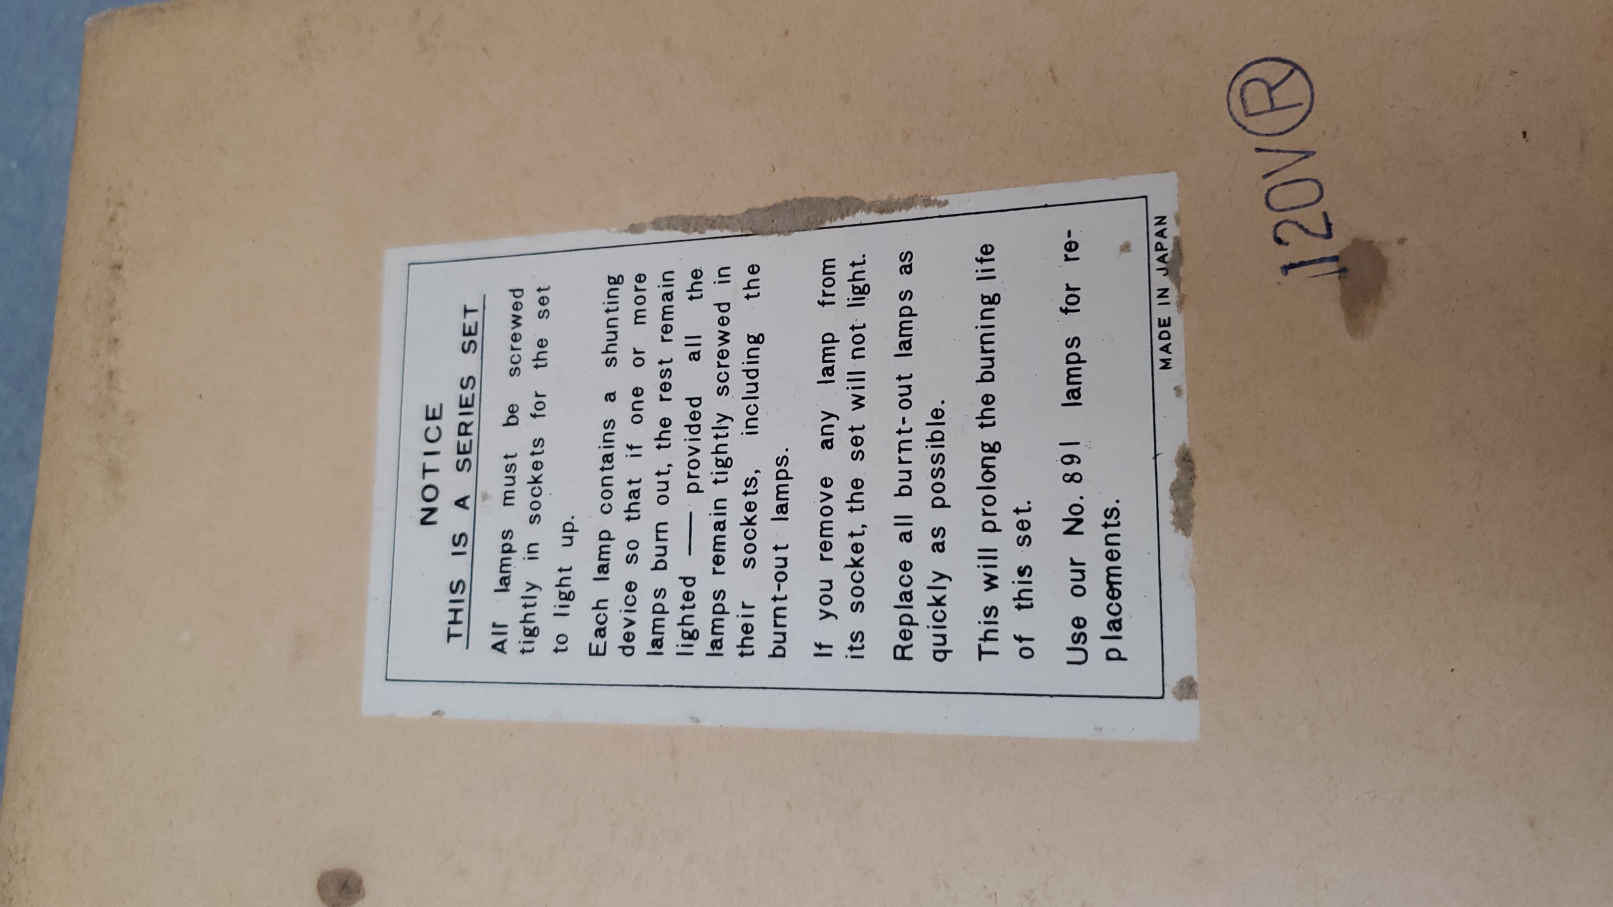 NOTICE
THIS IS A SERIES SET
All lamps must be screwed
tightly in sockets for the set
to light up.
Each lamp contains a shunting
device so that if one or more
lamps burn out, the rest remain
lighted — provided all the
lamps remain tightly screwed in
their sockets, including the
burnt-out lamps.
If you remove any lamp from
its socket, the set will not light.
Replace all burnt-out lamps as
quickly as possible.
This will prolong the burning life
of this set.
Use our No. 891 lamps for re-
placements.
MADE IN JAPAN
120V Ⓡ